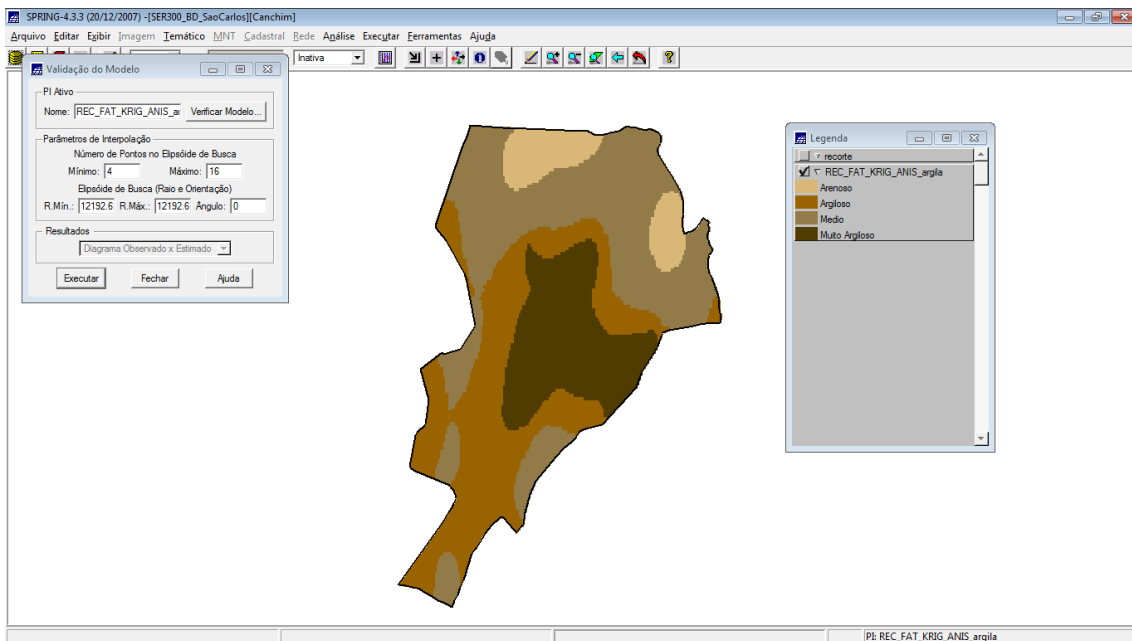 SPRING-4.3.3 (20/12/2007) -[SER300_BD_SaoCarlos][Canchim]
Arquivo Editar Exibir Imagem Temático MNT Cadastral Rede Análise Executar Ferramentas Ajuda
Inativa
Validação do Modelo
PI Ativo
Nome: REC_FAT_KRIG_ANIS_ar Verificar Modelo...
Parâmetros de Interpolação
Número de Pontos no Elipsóide de Busca
Mínimo: 4 Máximo: 16
Elipsóide de Busca (Raio e Orientação)
R.Mín.: 12192.6 R.Máx.: 12192.6 Ângulo: 0
Resultados
Diagrama Observado x Estimado
Executar Fechar Ajuda
Legenda
recorte
REC_FAT_KRIG_ANIS_argila
Arenoso
Argiloso
Medio
Muito Argiloso
PI: REC_FAT_KRIG_ANIS_argila